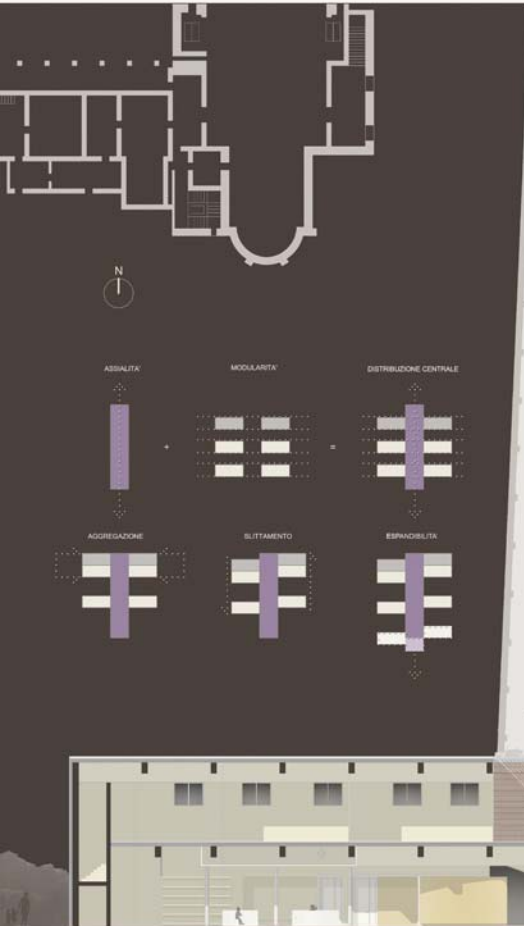 N
ASSIALITA'
MODULARITA'
DISTRIBUZIONE CENTRALE
+
=
AGGREGAZIONE
SLITTAMENTO
ESPANDIBILITA'